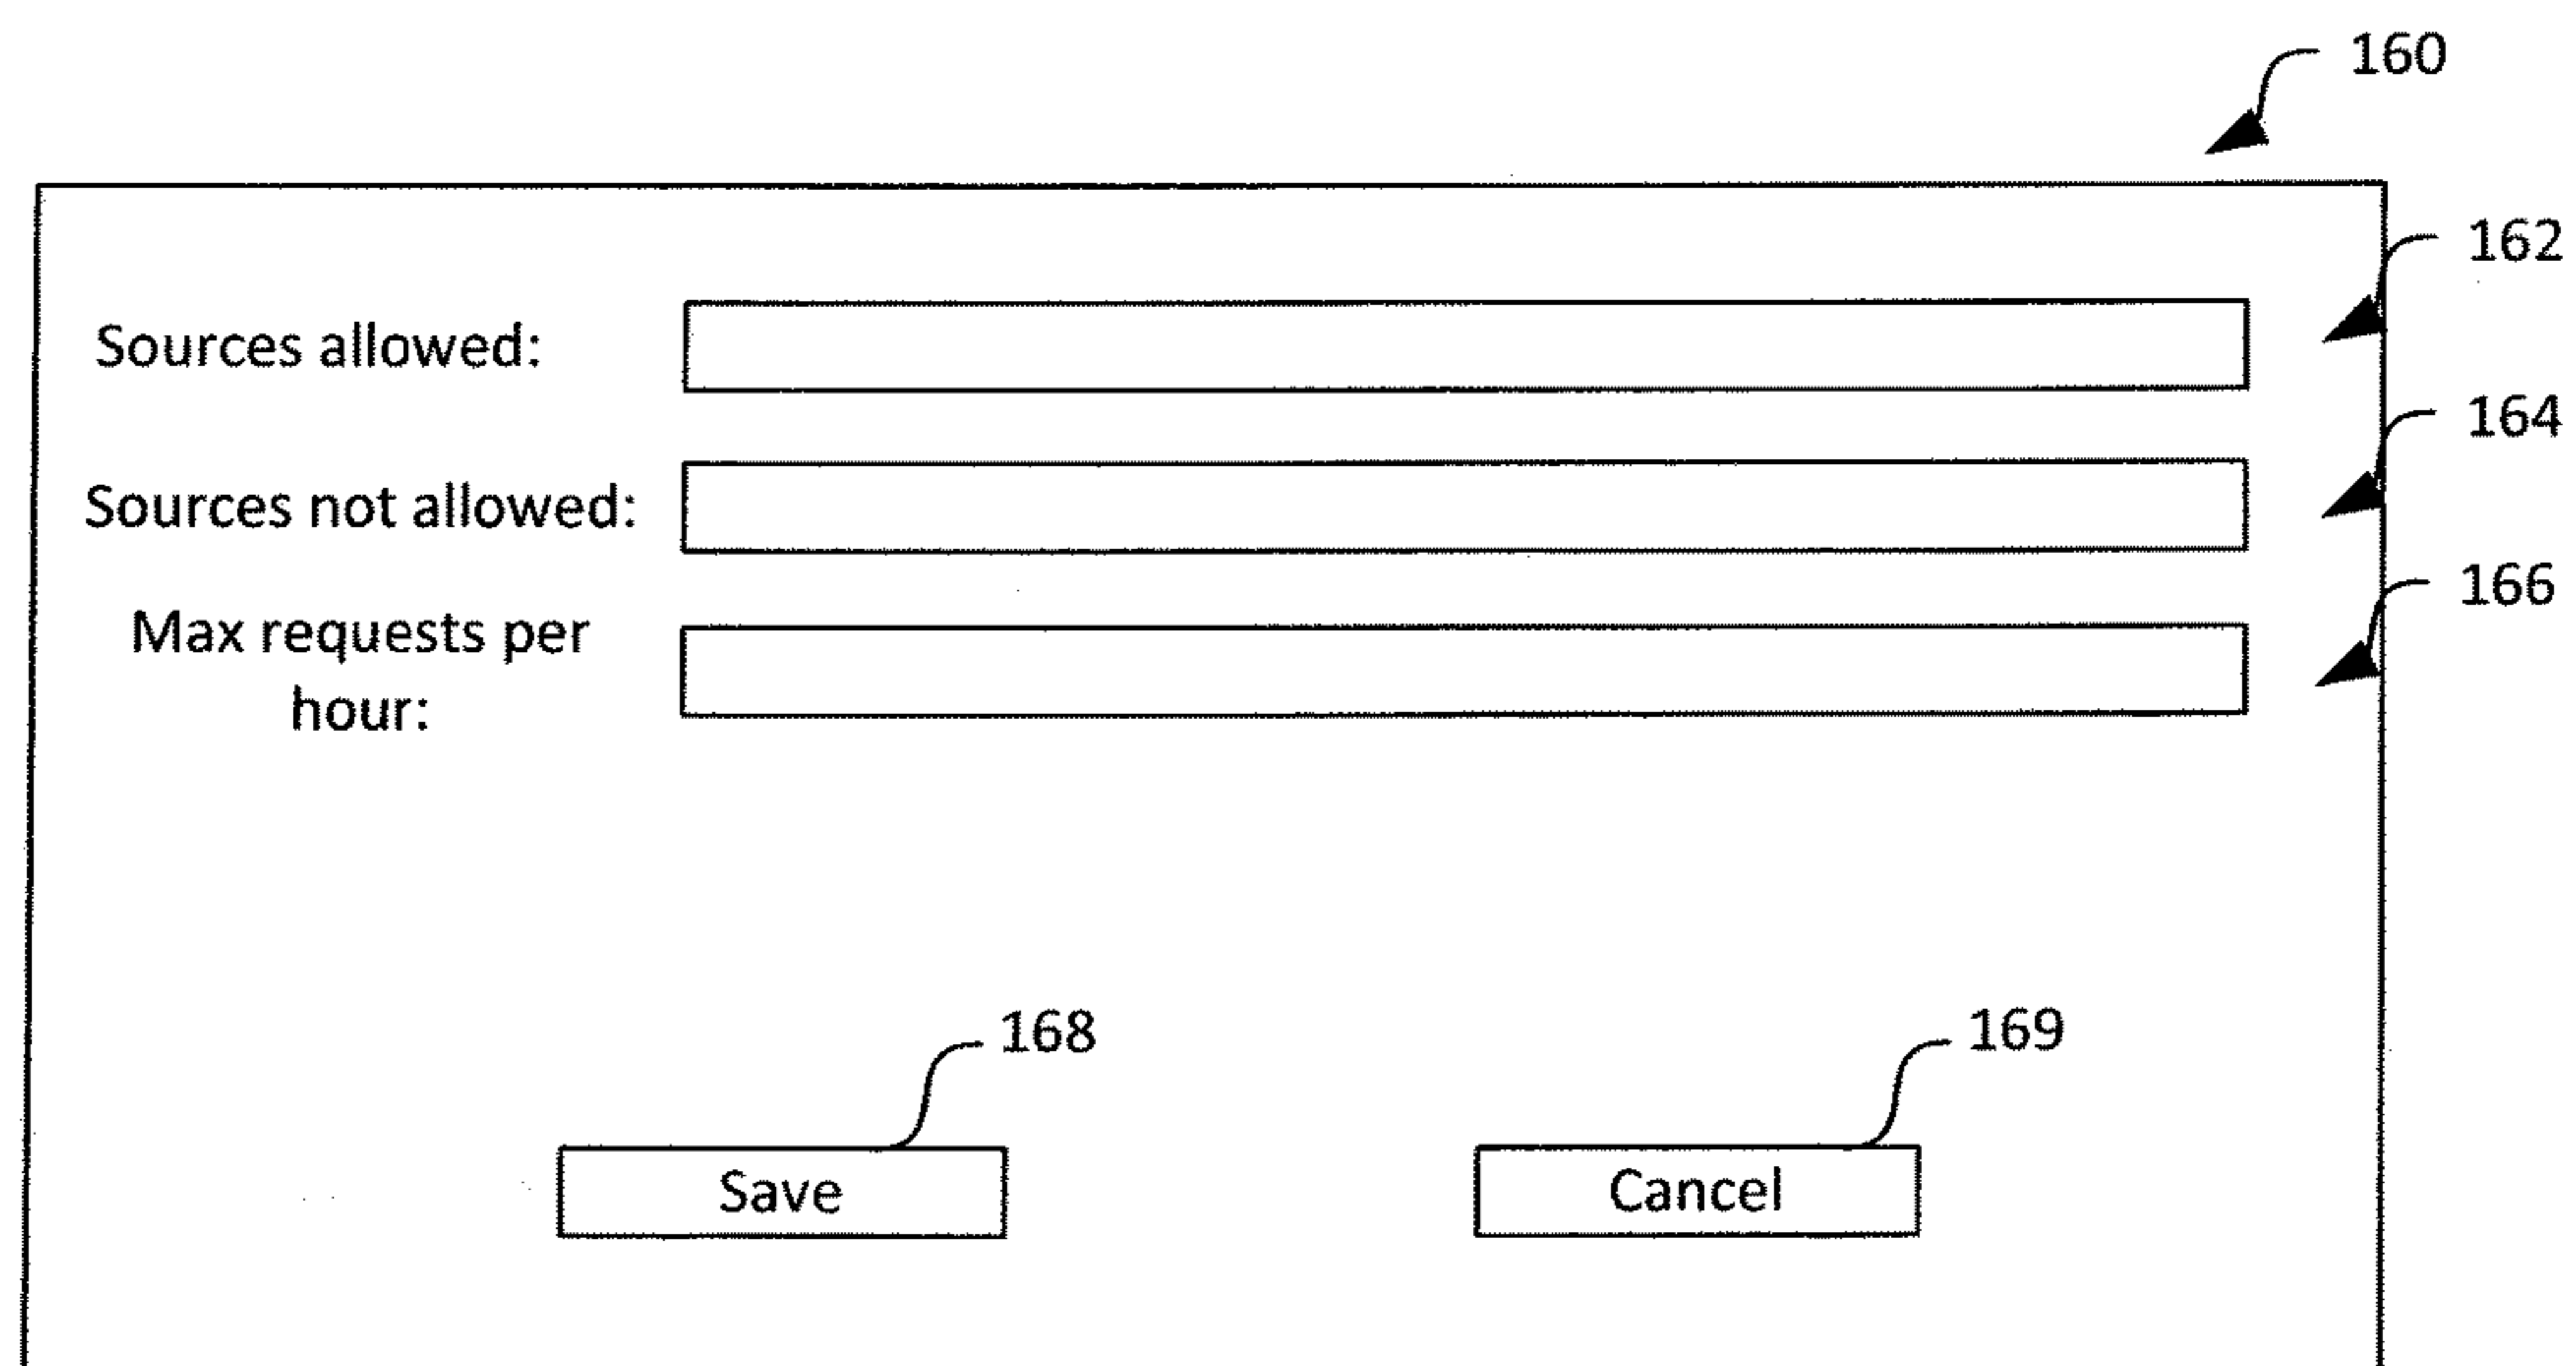 160
162
Sources allowed:
164
Sources not allowed:
166
Max requests per
hour:
168
169
Save
Cancel